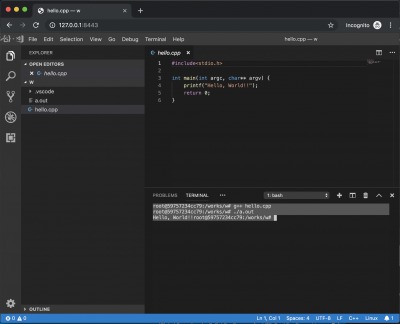 hello.cpp — w
127.0.0.1:8443
Incognito
File Edit Selection View Go Debug Terminal Help
hello.cpp — w
EXPLORER
OPEN EDITORS
hello.cpp
W
.vscode
a.out
hello.cpp
OUTLINE
hello.cpp
1 #include<stdio.h>
2
3 int main(int argc, char** argv) {
4 printf("Hello, World!!");
5 return 0;
6 }
PROBLEMS TERMINAL ...
1: bash
root@59757234cc79:/works/w# g++ hello.cpp
root@59757234cc79:/works/w# ./a.out
Hello, World!!root@59757234cc79:/works/w#
0 0
Ln 1, Col 1 Spaces: 4 UTF-8 LF C++ Linux 1